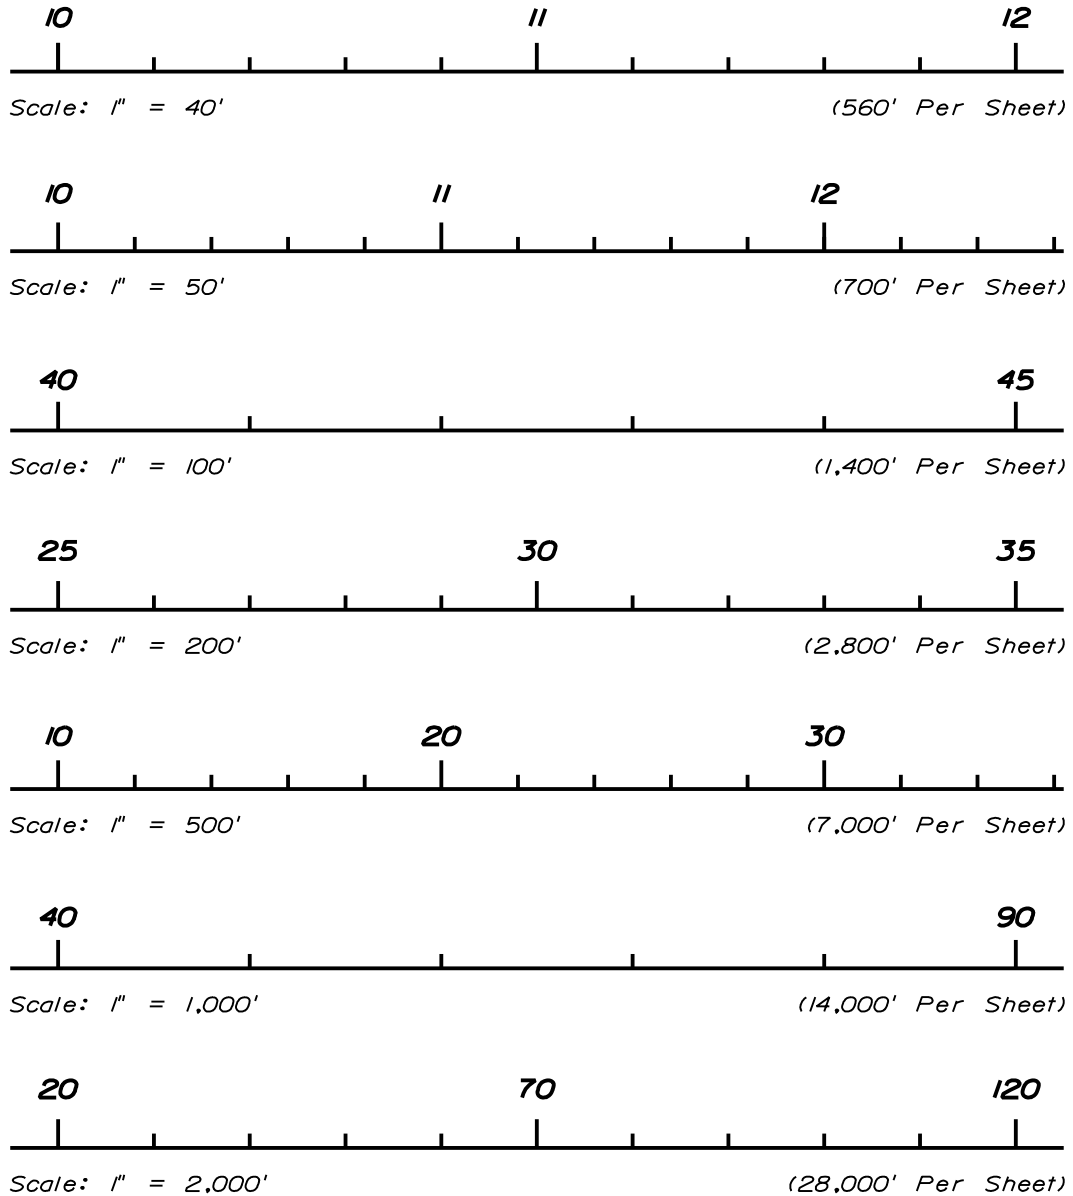 10 11 12
Scale: 1" = 40' (560' Per Sheet)
10 11 12
Scale: 1" = 50' (700' Per Sheet)
40 45
Scale: 1" = 100' (1,400' Per Sheet)
25 30 35
Scale: 1" = 200' (2,800' Per Sheet)
10 20 30
Scale: 1" = 500' (7,000' Per Sheet)
40 90
Scale: 1" = 1,000' (14,000' Per Sheet)
20 70 120
Scale: 1" = 2,000' (28,000' Per Sheet)